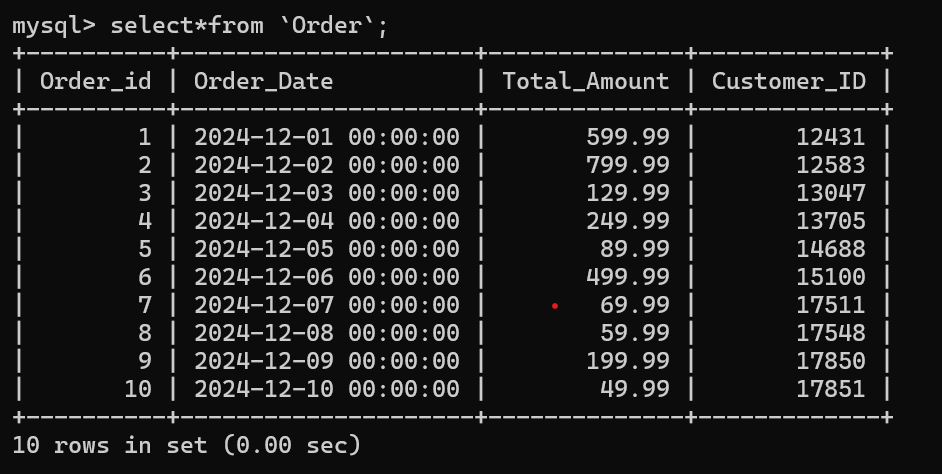 mysql> select*from `Order`;
+----------+---------------------+--------------+-------------+
| Order_id | Order_Date          | Total_Amount | Customer_ID |
+----------+---------------------+--------------+-------------+
|        1 | 2024-12-01 00:00:00 |       599.99 |       12431 |
|        2 | 2024-12-02 00:00:00 |       799.99 |       12583 |
|        3 | 2024-12-03 00:00:00 |       129.99 |       13047 |
|        4 | 2024-12-04 00:00:00 |       249.99 |       13705 |
|        5 | 2024-12-05 00:00:00 |        89.99 |       14688 |
|        6 | 2024-12-06 00:00:00 |       499.99 |       15100 |
|        7 | 2024-12-07 00:00:00 |        69.99 |       17511 |
|        8 | 2024-12-08 00:00:00 |        59.99 |       17548 |
|        9 | 2024-12-09 00:00:00 |       199.99 |       17850 |
|       10 | 2024-12-10 00:00:00 |        49.99 |       17851 |
+----------+---------------------+--------------+-------------+
10 rows in set (0.00 sec)